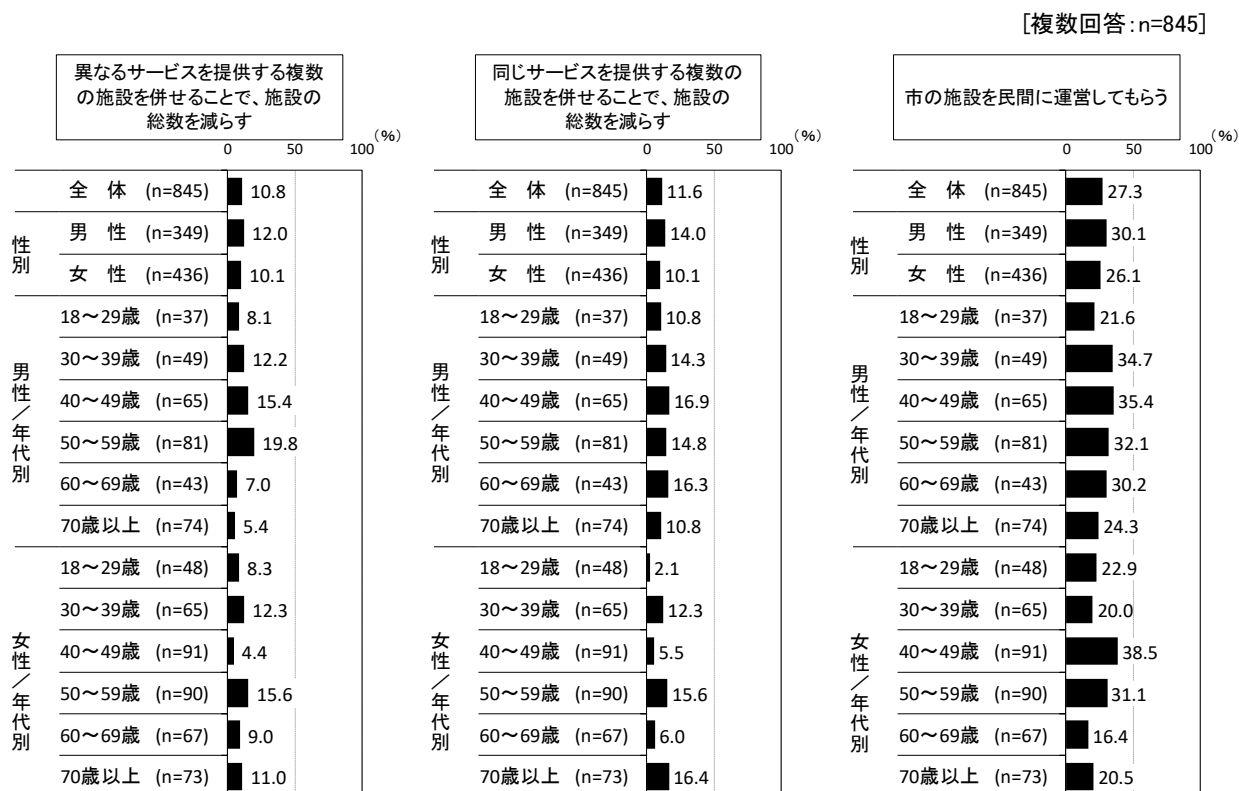 [複数回答:n=845]
異なるサービスを提供する複数
の施設を併せることで、施設の
総数を減らす
(%)
0 50 100
全 体 (n=845) 10.8
性別
男 性 (n=349) 12.0
女 性 (n=436) 10.1
男性／年代別
18～29歳 (n=37) 8.1
30～39歳 (n=49) 12.2
40～49歳 (n=65) 15.4
50～59歳 (n=81) 19.8
60～69歳 (n=43) 7.0
70歳以上 (n=74) 5.4
女性／年代別
18～29歳 (n=48) 8.3
30～39歳 (n=65) 12.3
40～49歳 (n=91) 4.4
50～59歳 (n=90) 15.6
60～69歳 (n=67) 9.0
70歳以上 (n=73) 11.0
同じサービスを提供する複数の
施設を併せることで、施設の
総数を減らす
(%)
0 50 100
全 体 (n=845) 11.6
性別
男 性 (n=349) 14.0
女 性 (n=436) 10.1
男性／年代別
18～29歳 (n=37) 10.8
30～39歳 (n=49) 14.3
40～49歳 (n=65) 16.9
50～59歳 (n=81) 14.8
60～69歳 (n=43) 16.3
70歳以上 (n=74) 10.8
女性／年代別
18～29歳 (n=48) 2.1
30～39歳 (n=65) 12.3
40～49歳 (n=91) 5.5
50～59歳 (n=90) 15.6
60～69歳 (n=67) 6.0
70歳以上 (n=73) 16.4
市の施設を民間に運営してもらう
(%)
0 50 100
全 体 (n=845) 27.3
性別
男 性 (n=349) 30.1
女 性 (n=436) 26.1
男性／年代別
18～29歳 (n=37) 21.6
30～39歳 (n=49) 34.7
40～49歳 (n=65) 35.4
50～59歳 (n=81) 32.1
60～69歳 (n=43) 30.2
70歳以上 (n=74) 24.3
女性／年代別
18～29歳 (n=48) 22.9
30～39歳 (n=65) 20.0
40～49歳 (n=91) 38.5
50～59歳 (n=90) 31.1
60～69歳 (n=67) 16.4
70歳以上 (n=73) 20.5